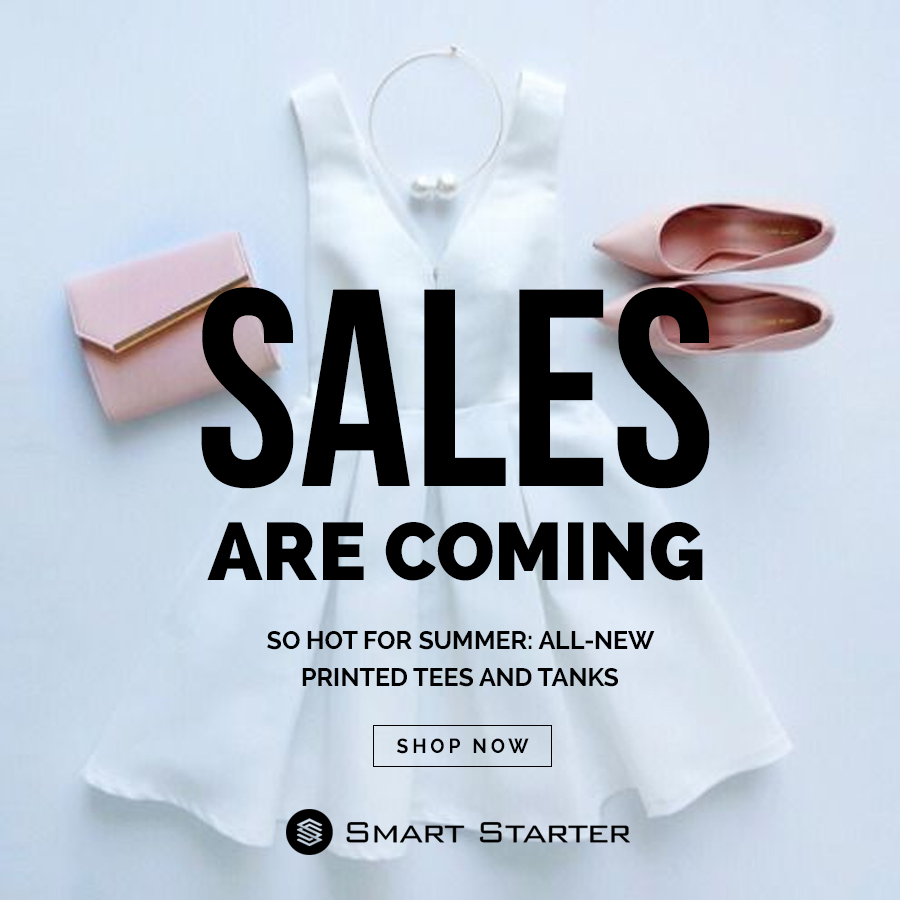 SALES
ARE COMING
SO HOT FOR SUMMER: ALL-NEW
PRINTED TEES AND TANKS
SHOP NOW
SMART STARTER